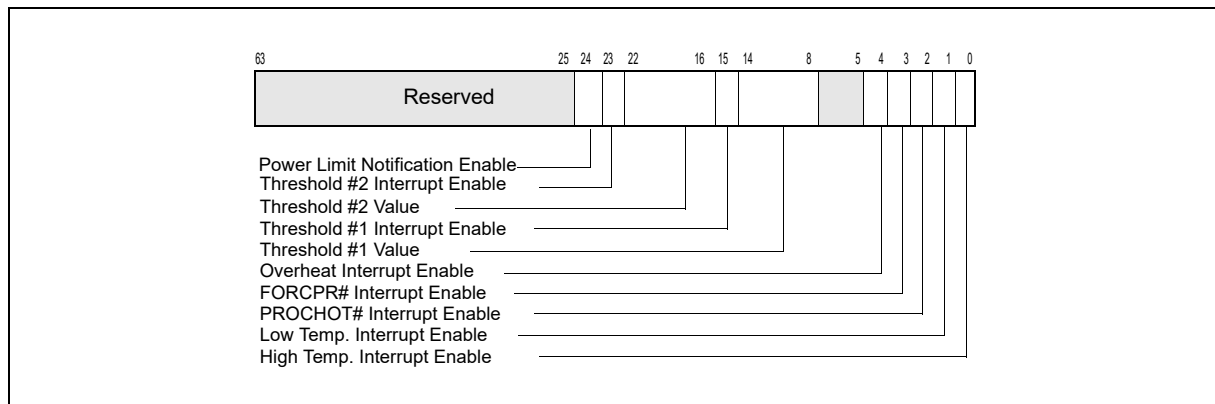 63 25 24 23 22 16 15 14 8 5 4 3 2 1 0
Reserved
Power Limit Notification Enable
Threshold #2 Interrupt Enable
Threshold #2 Value
Threshold #1 Interrupt Enable
Threshold #1 Value
Overheat Interrupt Enable
FORCPR# Interrupt Enable
PROCHOT# Interrupt Enable
Low Temp. Interrupt Enable
High Temp. Interrupt Enable